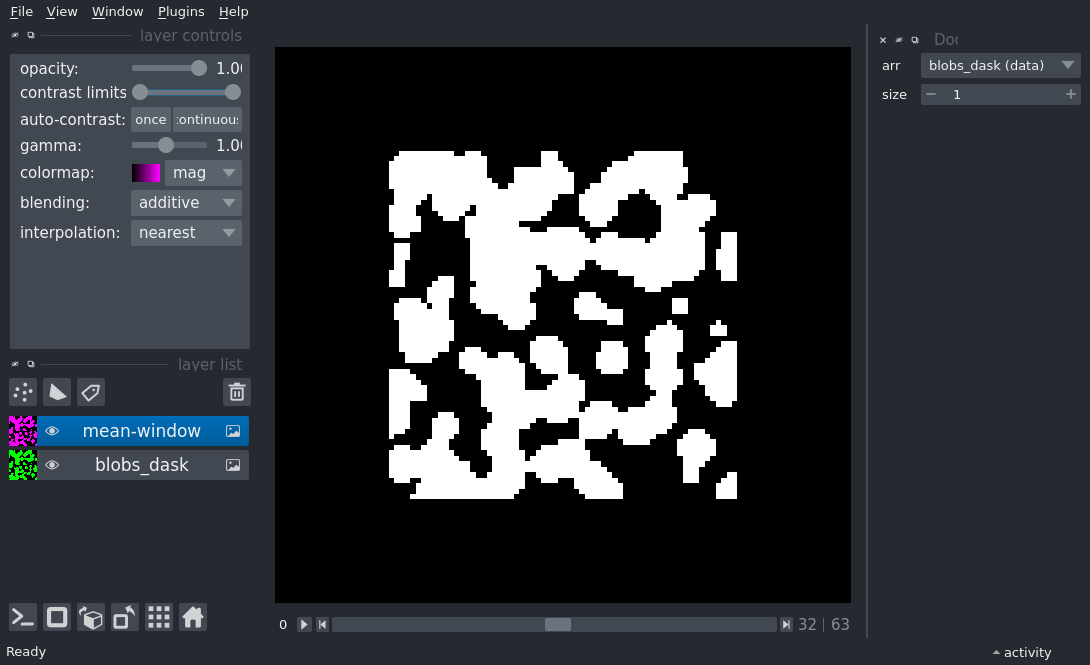 File View Window Plugins Help
layer controls
opacity: 1.00
contrast limits
auto-contrast: once continuous
gamma: 1.00
colormap: mag
blending: additive
interpolation: nearest
layer list
mean-window
blobs_dask
0 32 | 63
Ready
Doc
arr blobs_dask (data)
size 1
activity